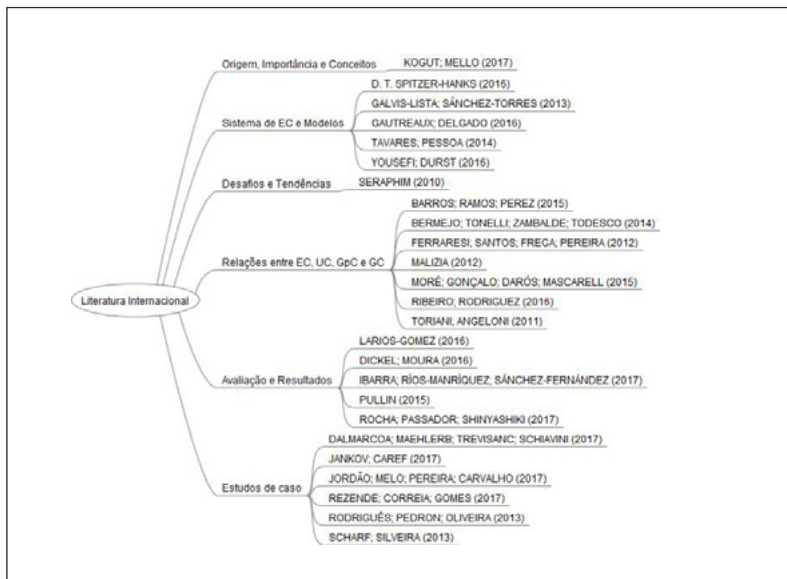 Literatura Internacional
Origem, Importância e Conceitos
KOGUT; MELLO (2017)
Sistema de EC e Modelos
D. T. SPITZER-HANKS (2016)
GALVIS-LISTA; SÁNCHEZ-TORRES (2013)
GAUTREAUX; DELGADO (2016)
TAVARES; PESSOA (2014)
YOUSEFI; DURST (2016)
Desafios e Tendências
SERAPHIM (2010)
Relações entre EC, UC, GpC e GC
BARROS; RAMOS; PEREZ (2015)
BERMEJO; TONELLI; ZAMBALDE; TODESCO (2014)
FERRARESI; SANTOS; FREGA; PEREIRA (2012)
MALIZIA (2012)
MORÉ; GONÇALO; DARÓS; MASCARELL (2015)
RIBEIRO; RODRIGUEZ (2016)
TORIANI; ANGELONI (2011)
Avaliação e Resultados
LARIOS-GOMEZ (2016)
DICKEL; MOURA (2016)
IBARRA; RÍOS-MANRÍQUEZ; SÁNCHEZ-FERNÁNDEZ (2017)
PULLIN (2015)
ROCHA; PASSADOR; SHINYASHIKI (2017)
Estudos de caso
DALMARCOA; MAEHLERB; TREVISANC; SCHIAVINI (2017)
JANKOV; CAREF (2017)
JORDÃO; MELO; PEREIRA; CARVALHO (2017)
REZENDE; CORREIA; GOMES (2017)
RODRIGUÊS; PEDRON; OLIVEIRA (2013)
SCHARF; SILVEIRA (2013)